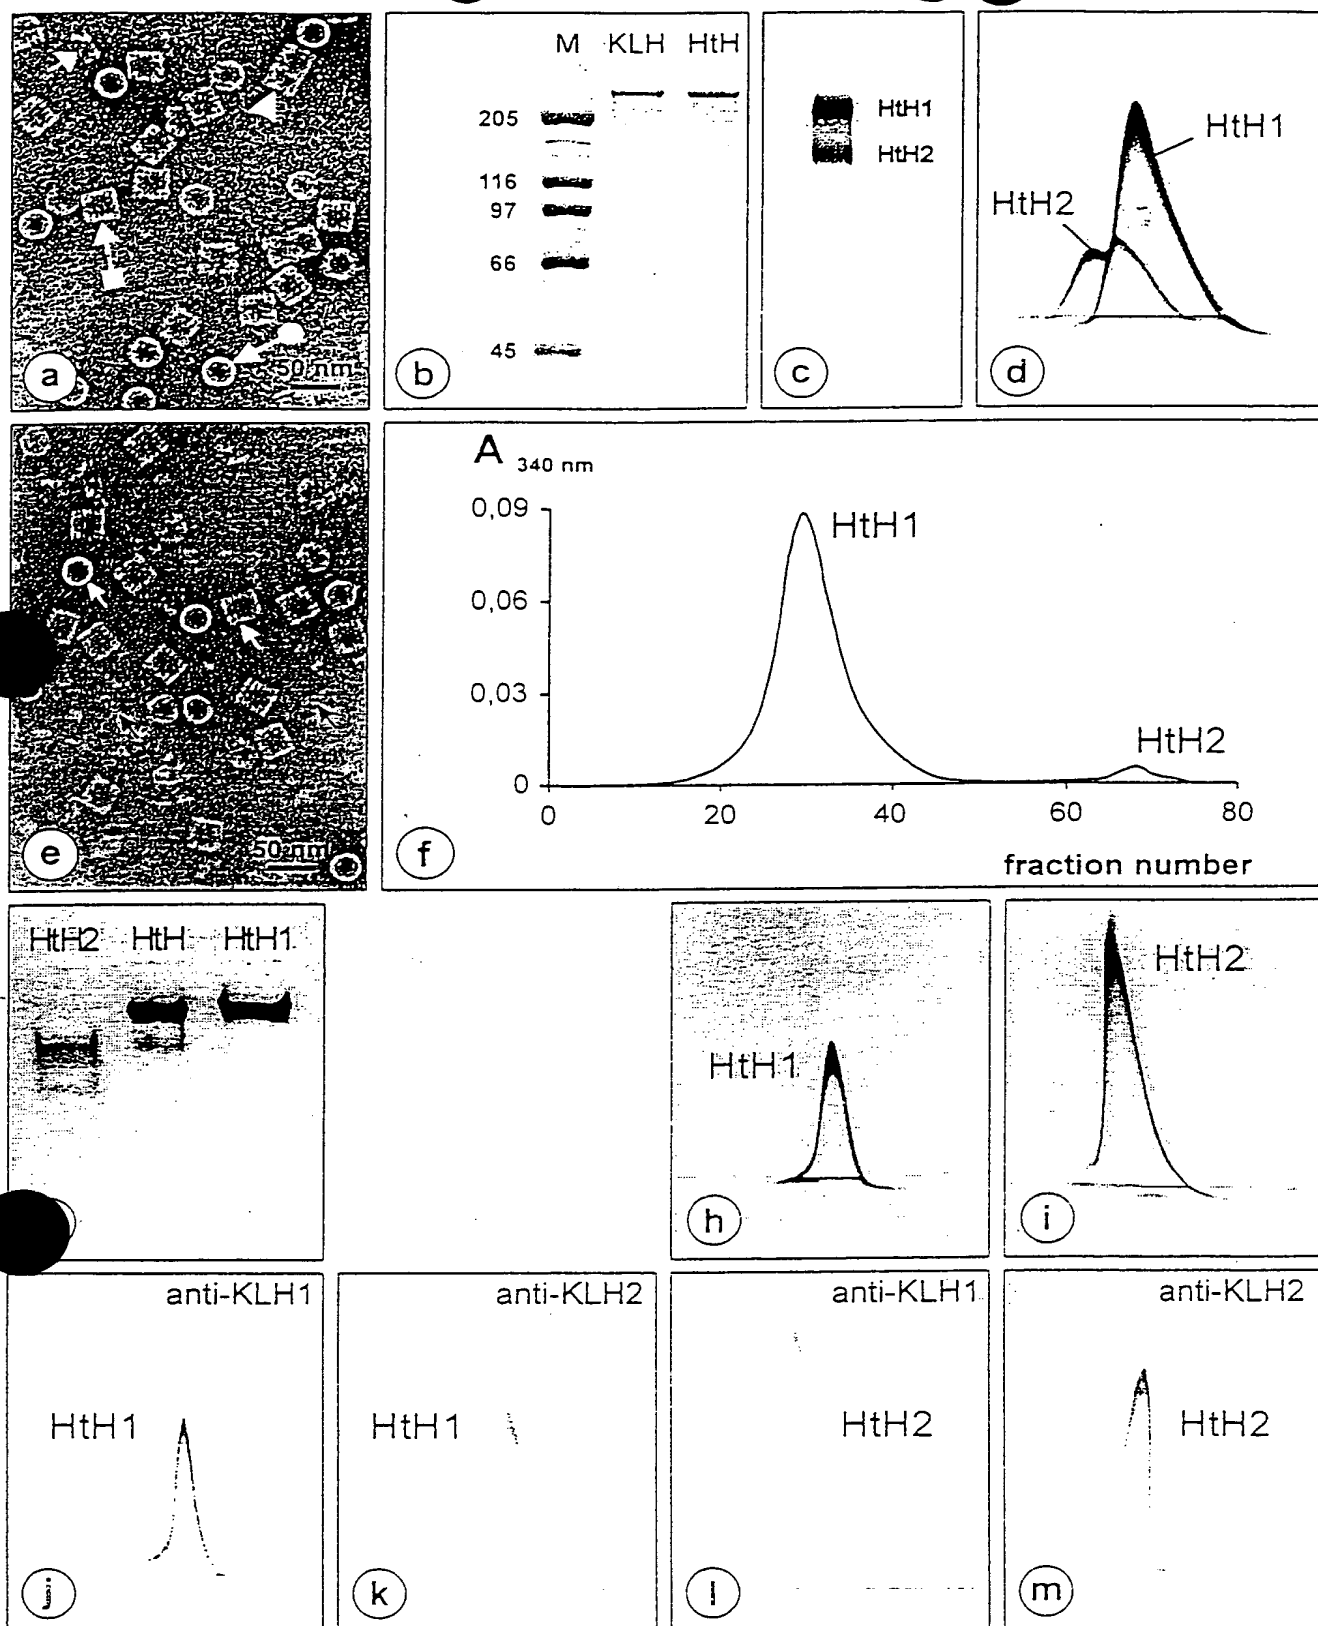 50 nm
a
M KLH HtH
205
116
97
66
45
b
HtH1
HtH2
c
HtH1
HtH2
d
50 nm
e
A 340 nm
0,09
0,06
0,03
0
0 20 40 60 80
HtH1
HtH2
fraction number
f
HtH2 HtH HtH1
HtH1
h
HtH2
i
anti-KLH1
HtH1
j
anti-KLH2
HtH1
k
anti-KLH1
HtH2
l
anti-KLH2
HtH2
m